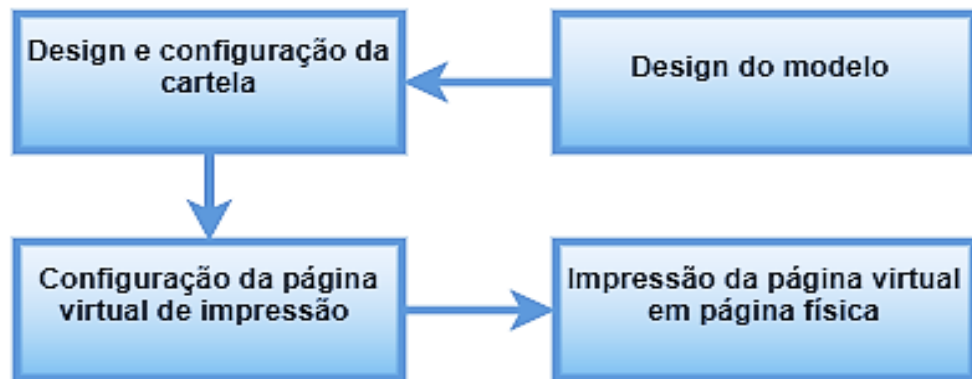 Design e configuração da
cartela
Design do modelo
Configuração da página
virtual de impressão
Impressão da página virtual
em página física